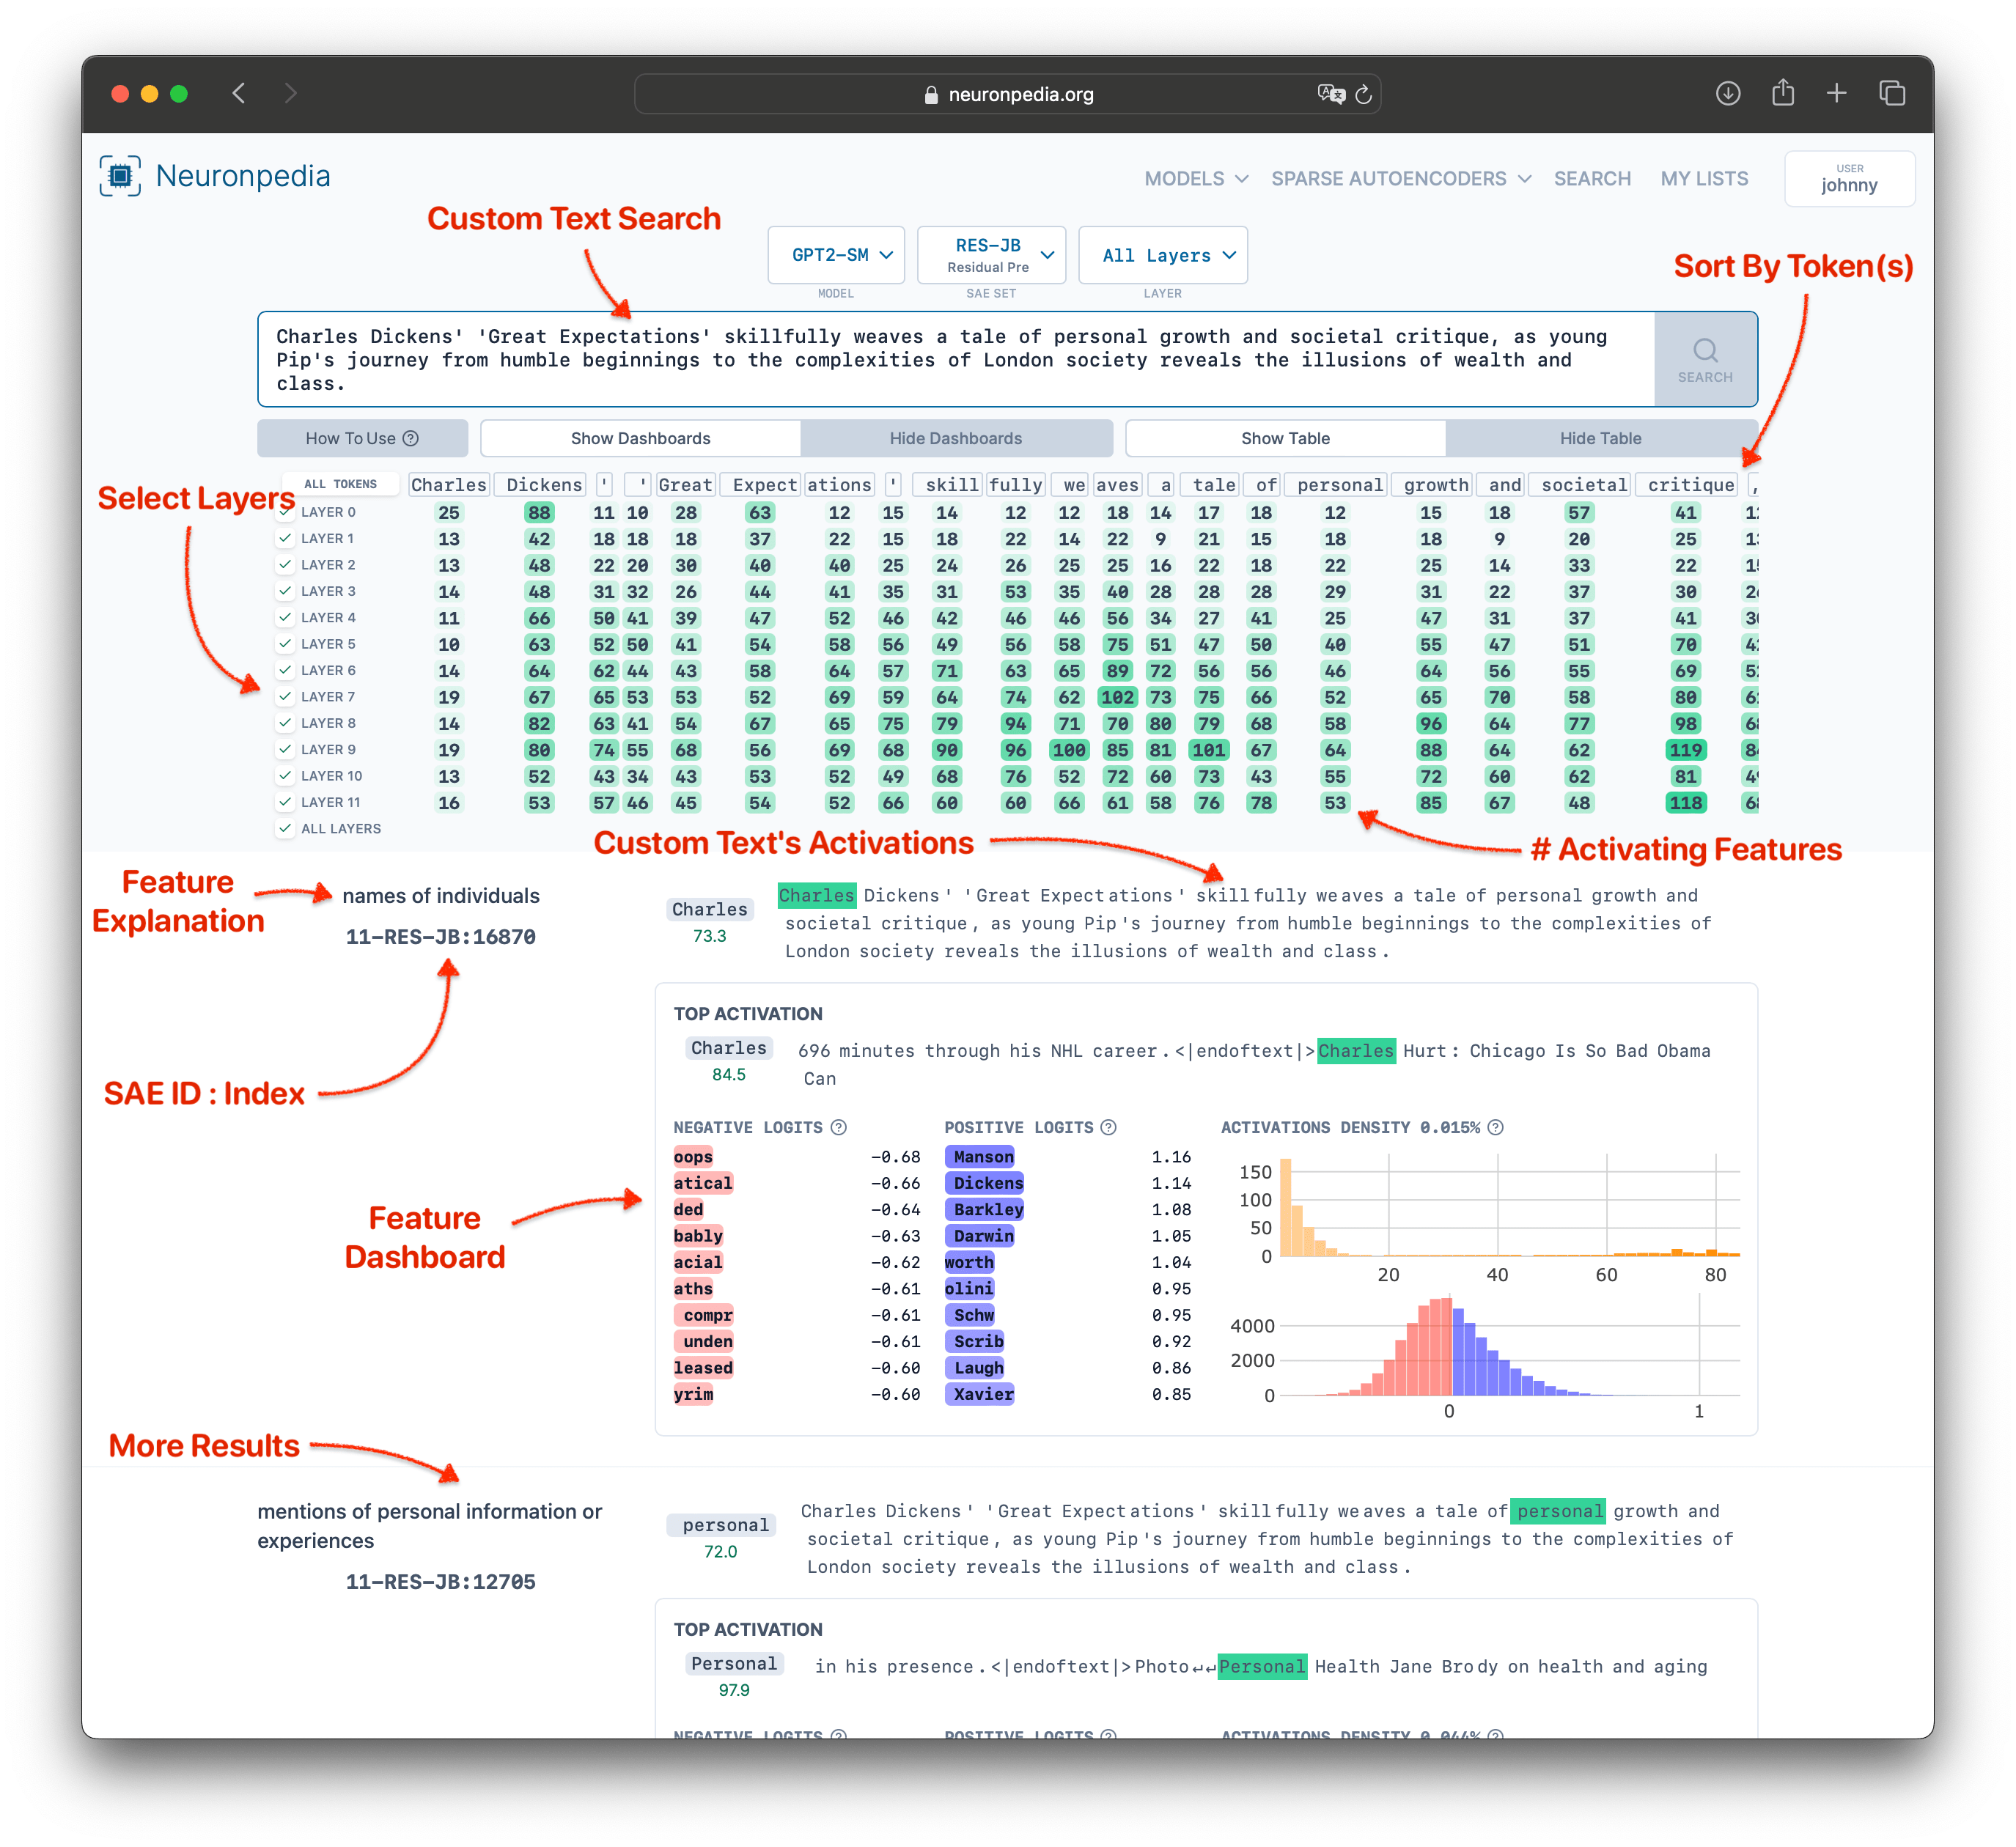 neuronpedia.org
Neuronpedia
MODELS
SPARSE AUTOENCODERS
SEARCH
MY LISTS
USER
johnny
Custom Text Search
GPT2-SM
RES-JB
Residual Pre
All Layers
MODEL
SAE SET
LAYER
Sort By Token(s)
Charles Dickens' 'Great Expectations' skillfully weaves a tale of personal growth and societal critique, as young
Pip's journey from humble beginnings to the complexities of London society reveals the illusions of wealth and
class.
SEARCH
How To Use
Show Dashboards
Hide Dashboards
Show Table
Hide Table
Select Layers
ALL TOKENS Charles Dickens ' ' Great Expect ations ' skill fully we aves a tale of personal growth and societal critique ,
LAYER 0 25 88 11 10 28 63 12 15 14 12 12 18 14 17 18 12 15 18 57 41
LAYER 1 13 42 18 18 18 37 22 15 18 22 14 22 9 21 15 18 18 9 20 25
LAYER 2 13 48 22 20 30 40 40 25 24 26 25 25 16 22 18 22 25 14 33 22
LAYER 3 14 48 31 32 26 44 41 35 31 53 35 40 28 28 28 29 31 22 37 30
LAYER 4 11 66 50 41 39 47 52 46 42 46 46 56 34 27 41 25 47 31 37 41
LAYER 5 10 63 52 50 41 54 58 56 49 56 58 75 51 47 50 40 55 47 51 70
LAYER 6 14 64 62 44 43 58 64 57 71 63 65 89 72 56 56 46 64 56 55 69
LAYER 7 19 67 65 53 53 52 69 59 64 74 62 102 73 75 66 52 65 70 58 80
LAYER 8 14 82 63 41 54 67 65 75 79 94 71 70 80 79 68 58 96 64 77 98
LAYER 9 19 80 74 55 68 56 69 68 90 96 100 85 81 101 67 64 88 64 62 119
LAYER 10 13 52 43 34 43 53 52 49 68 76 52 72 60 73 43 55 72 60 62 81
LAYER 11 16 53 57 46 45 54 52 66 60 60 66 61 58 76 78 53 85 67 48 118
ALL LAYERS
Custom Text's Activations
# Activating Features
Feature
Explanation
names of individuals
11-RES-JB:16870
SAE ID : Index
Charles
73.3
Charles Dickens' 'Great Expectations' skillfully weaves a tale of personal growth and
societal critique, as young Pip's journey from humble beginnings to the complexities of
London society reveals the illusions of wealth and class.
TOP ACTIVATION
Charles
84.5
696 minutes through his NHL career.<|endoftext|>Charles Hurt: Chicago Is So Bad Obama
Can
Feature
Dashboard
NEGATIVE LOGITS
oops -0.68
atical -0.66
ded -0.64
bably -0.63
acial -0.62
aths -0.61
compr -0.61
unden -0.61
leased -0.60
yrim -0.60
POSITIVE LOGITS
Manson 1.16
Dickens 1.14
Barkley 1.08
Darwin 1.05
worth 1.04
olini 0.95
Schw 0.95
Scrib 0.92
Laugh 0.86
Xavier 0.85
ACTIVATIONS DENSITY 0.015%
150
100
50
0
20 40 60 80
4000
2000
0
0 1
More Results
mentions of personal information or
experiences
11-RES-JB:12705
personal
72.0
Charles Dickens' 'Great Expectations' skillfully weaves a tale of personal growth and
societal critique, as young Pip's journey from humble beginnings to the complexities of
London society reveals the illusions of wealth and class.
TOP ACTIVATION
Personal
97.9
in his presence.<|endoftext|>Photo↵↵Personal Health Jane Brody on health and aging
NEGATIVE LOGITS
POSITIVE LOGITS
ACTIVATIONS DENSITY 0.044%